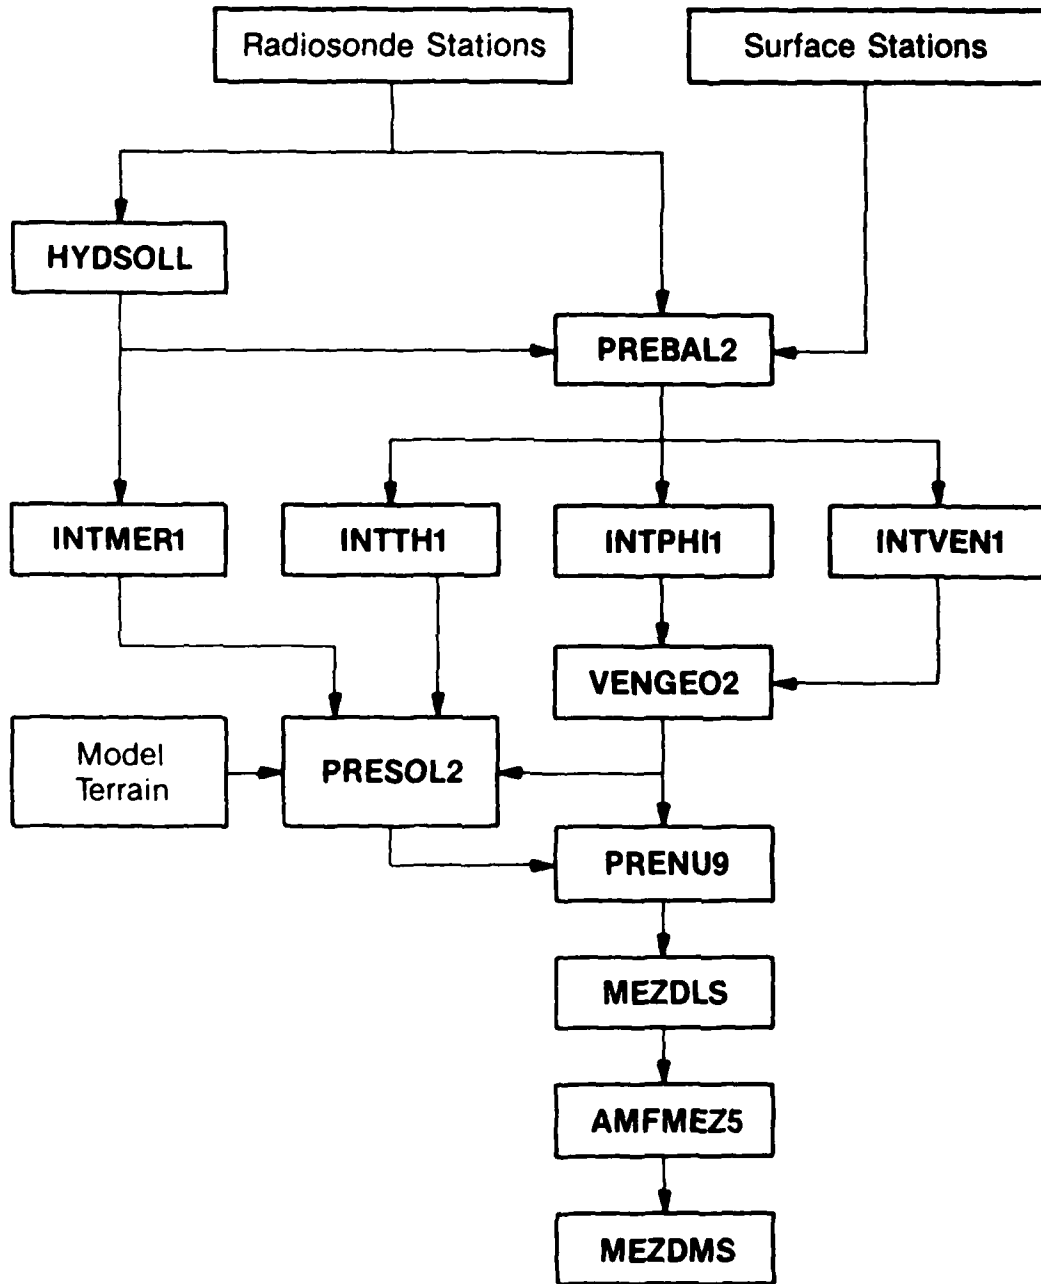 Radiosonde Stations
Surface Stations
HYDSOLL
PREBAL2
INTMER1
INTTH1
INTPHI1
INTVEN1
VENGEO2
Model
Terrain
PRESOL2
PRENU9
MEZDLS
AMFMEZ5
MEZDMS